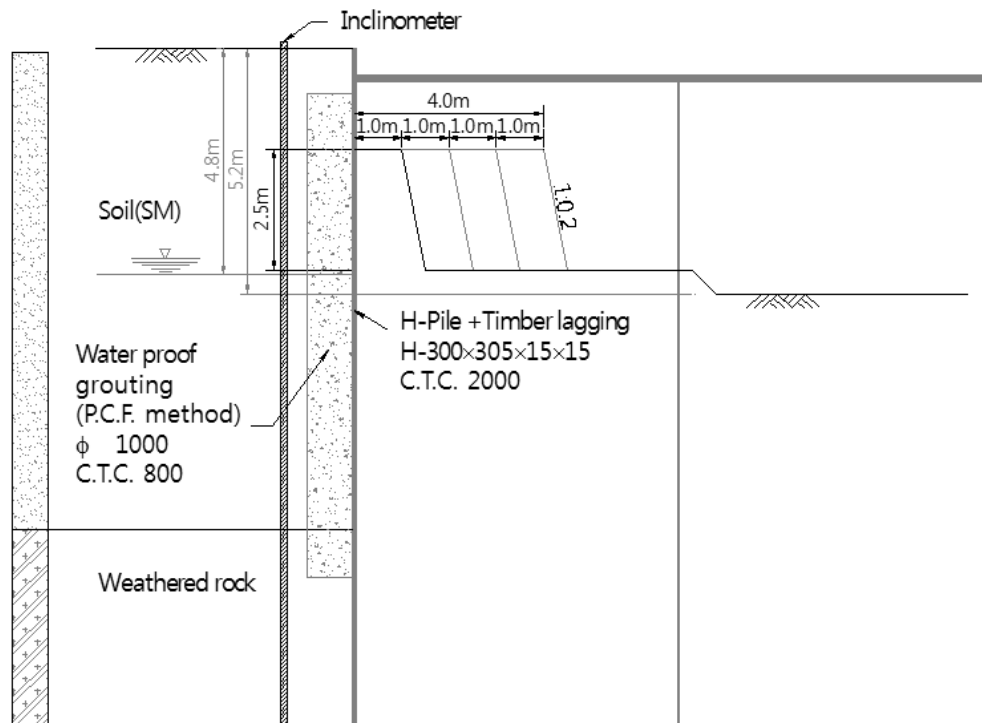 Inclinometer
4.0m
1.0m 1.0m 1.0m 1.0m
4.8m
5.2m
2.5m
1:0.2
Soil(SM)
H-Pile +Timber lagging
H-300×305×15×15
C.T.C. 2000
Water proof
grouting
(P.C.F. method)
ϕ 1000
C.T.C. 800
Weathered rock